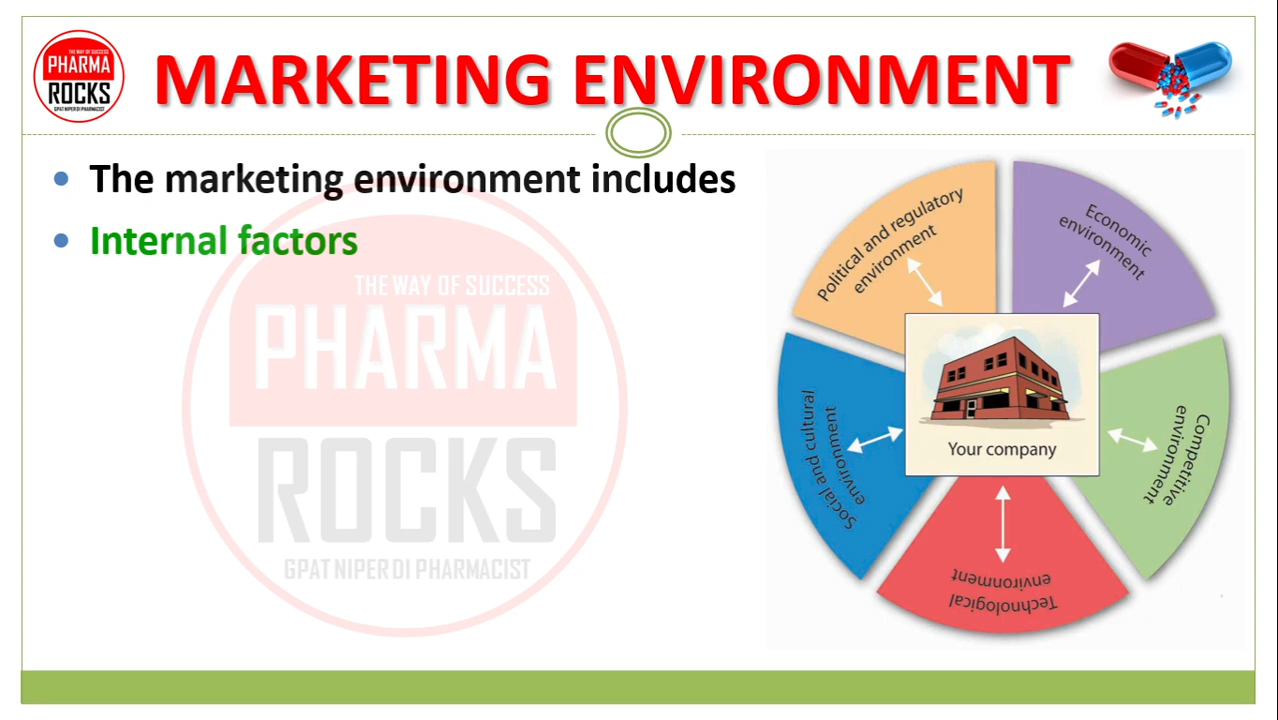 THE WAY OF SUCCESS
PHARMA
ROCKS
GPAT NIPER DI PHARMACIST
MARKETING ENVIRONMENT
• The marketing environment includes
• Internal factors
THE WAY OF SUCCESS
PHARMA
ROCKS
GPAT NIPER DI PHARMACIST
Political and regulatory
environment
Economic
environment
Competitive
environment
Technological
environment
Social and cultural
environment
Your company